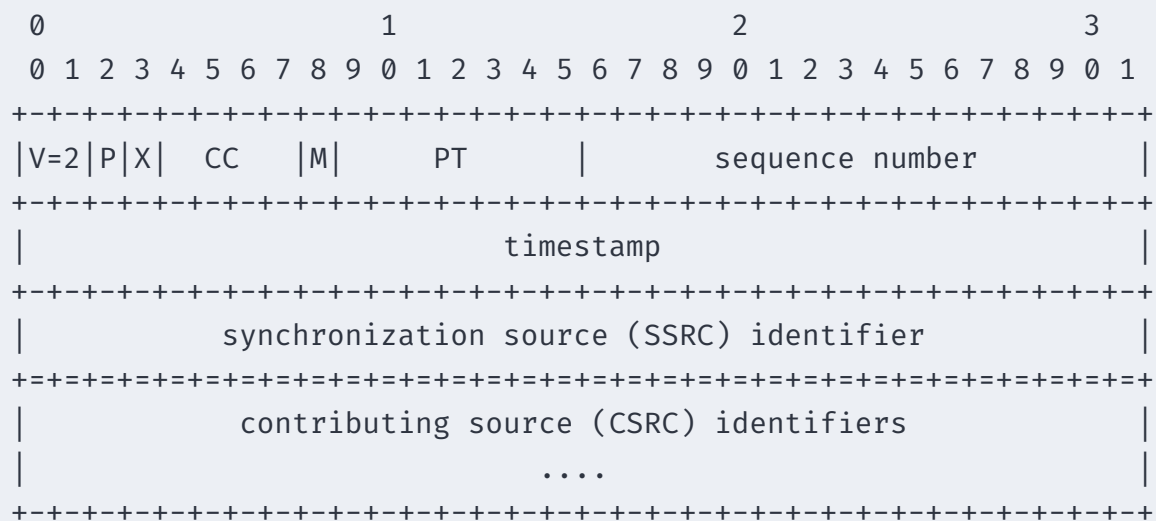 0                   1                   2                   3
 0 1 2 3 4 5 6 7 8 9 0 1 2 3 4 5 6 7 8 9 0 1 2 3 4 5 6 7 8 9 0 1
+-+-+-+-+-+-+-+-+-+-+-+-+-+-+-+-+-+-+-+-+-+-+-+-+-+-+-+-+-+-+-+-+
|V=2|P|X|  CC   |M|     PT      |       sequence number         |
+-+-+-+-+-+-+-+-+-+-+-+-+-+-+-+-+-+-+-+-+-+-+-+-+-+-+-+-+-+-+-+-+
|                           timestamp                           |
+-+-+-+-+-+-+-+-+-+-+-+-+-+-+-+-+-+-+-+-+-+-+-+-+-+-+-+-+-+-+-+-+
|           synchronization source (SSRC) identifier            |
+=+=+=+=+=+=+=+=+=+=+=+=+=+=+=+=+=+=+=+=+=+=+=+=+=+=+=+=+=+=+=+=+
|            contributing source (CSRC) identifiers             |
|                             ....                              |
+-+-+-+-+-+-+-+-+-+-+-+-+-+-+-+-+-+-+-+-+-+-+-+-+-+-+-+-+-+-+-+-+